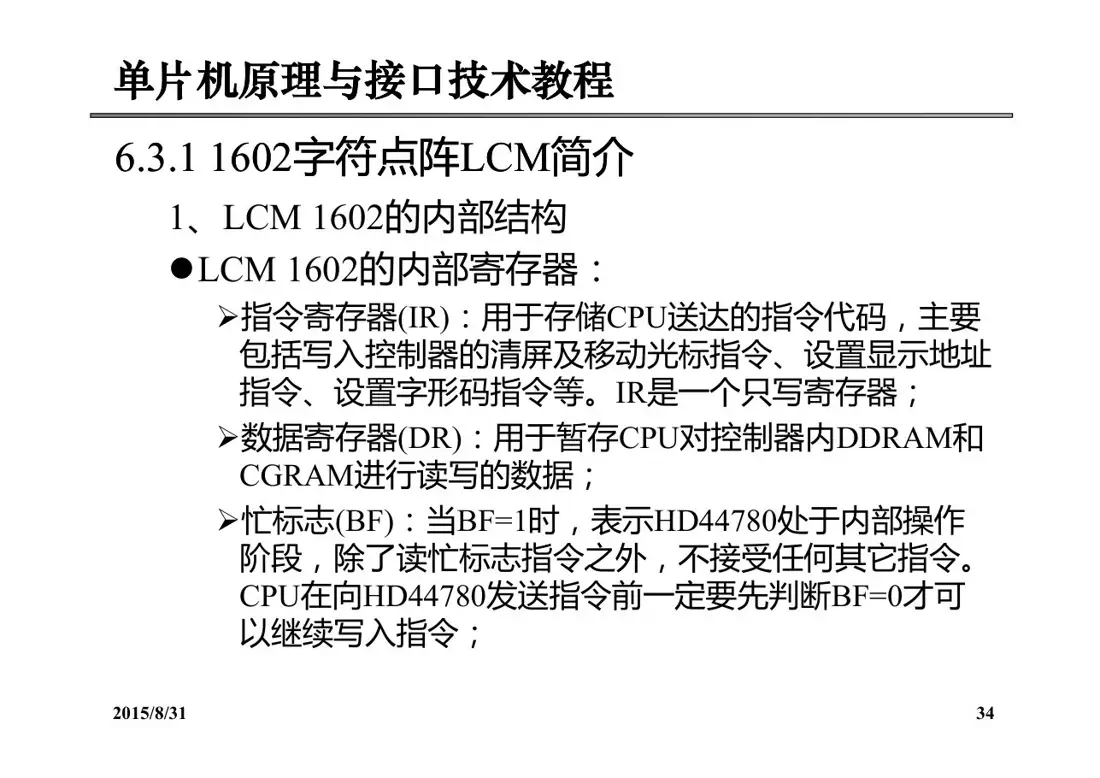 单片机原理与接口技术教程
6.3.1 1602字符点阵LCM简介
1、LCM 1602的内部结构
●LCM 1602的内部寄存器：
➢指令寄存器(IR)：用于存储CPU送达的指令代码，主要
包括写入控制器的清屏及移动光标指令、设置显示地址
指令、设置字形码指令等。IR是一个只写寄存器；
➢数据寄存器(DR)：用于暂存CPU对控制器内DDRAM和
CGRAM进行读写的数据；
➢忙标志(BF)：当BF=1时，表示HD44780处于内部操作
阶段，除了读忙标志指令之外，不接受任何其它指令。
CPU在向HD44780发送指令前一定要先判断BF=0才可
以继续写入指令；
2015/8/31
34